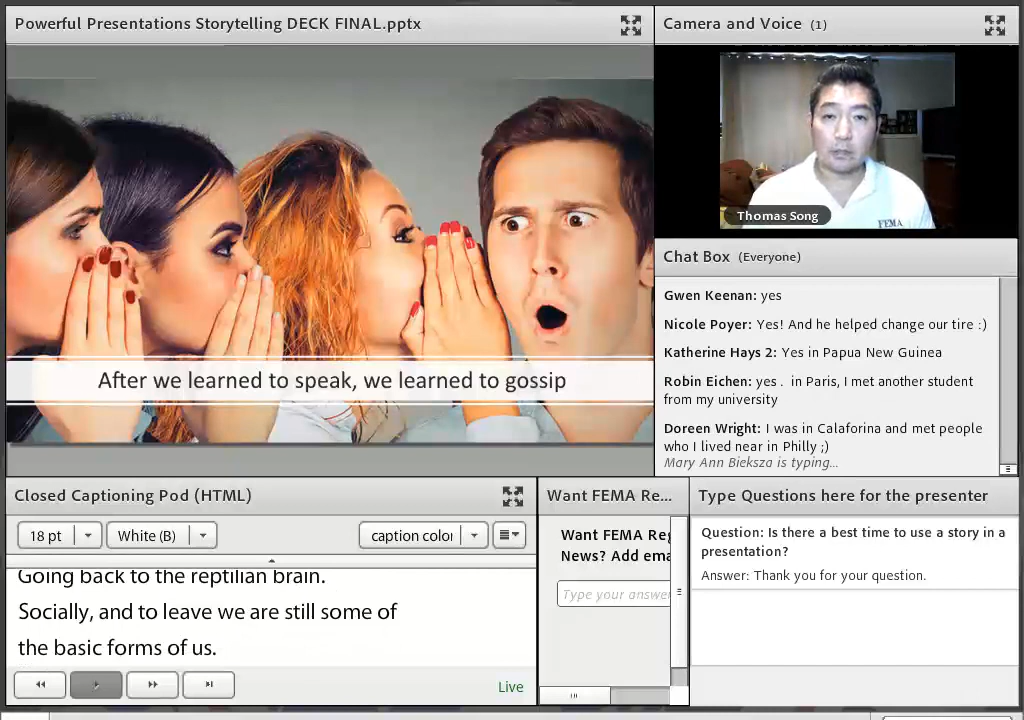 Powerful Presentations Storytelling DECK FINAL.pptx
After we learned to speak, we learned to gossip
Camera and Voice (1)
Thomas Song
FEMA
Chat Box (Everyone)
Gwen Keenan: yes
Nicole Poyer: Yes! And he helped change our tire :)
Katherine Hays 2: Yes in Papua New Guinea
Robin Eichen: yes . in Paris, I met another student
from my university
Doreen Wright: I was in Calaforina and met people
who I lived near in Philly ;)
Mary Ann Bieksza is typing...
Closed Captioning Pod (HTML)
18 pt
White (B)
caption color
Going back to the reptilian brain.
Socially, and to leave we are still some of
the basic forms of us.
Live
Want FEMA Re...
Want FEMA Reg
News? Add ema
Type your answer
Type Questions here for the presenter
Question: Is there a best time to use a story in a
presentation?
Answer: Thank you for your question.